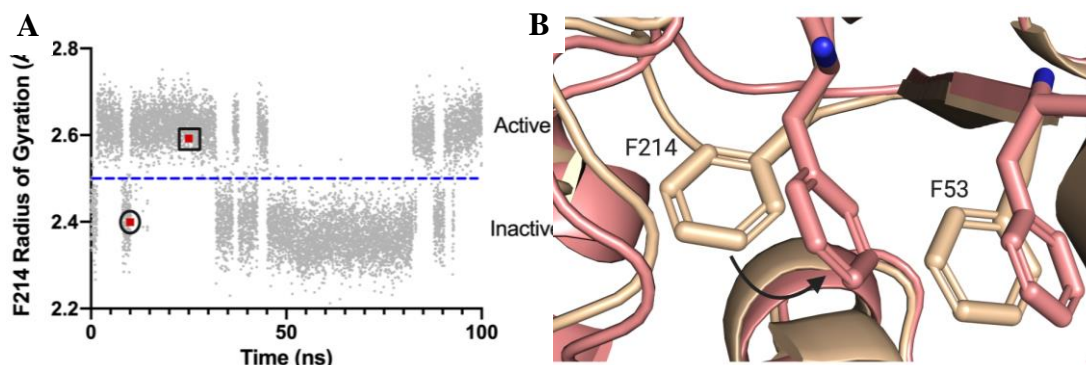 A
F214 Radius of Gyration (Å
2.8
2.6
2.4
2.2
0
50
100
Time (ns)
Active
Inactive
B
F214
F53